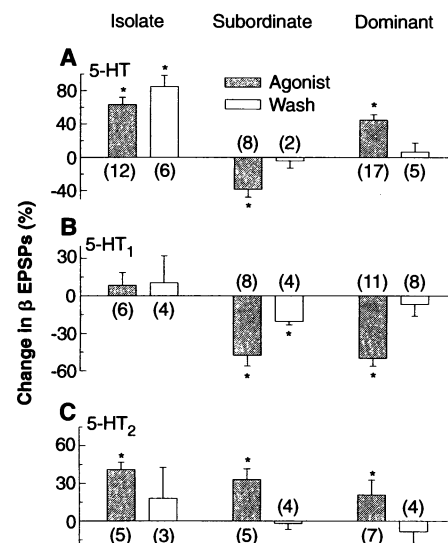 Isolate Subordinate Dominant
A
5-HT
Agonist
Wash
Change in β EPSPs (%)
80
40
0
-40
*
*
*
*
(8) (2)
(12) (6) (17) (5)
B
5-HT1
30
0
-30
-60
(8) (4) (11) (8)
(6) (4)
*
*
*
C
5-HT2
60
30
0
*
*
*
(4) (4)
(5) (3) (5) (7)